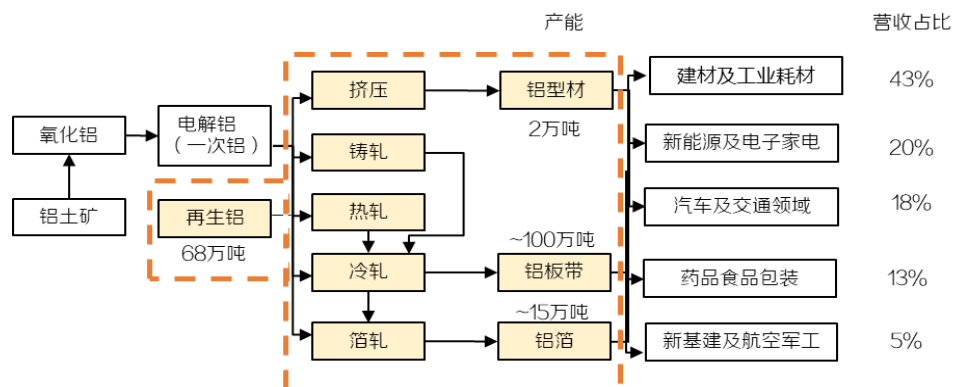 产能
营收占比
挤压
铝型材
建材及工业耗材
43%
2万吨
氧化铝
电解铝
（一次铝）
铸轧
新能源及电子家电
20%
铝土矿
再生铝
热轧
汽车及交通领域
18%
68万吨
~100万吨
冷轧
铝板带
药品食品包装
13%
~15万吨
箔轧
铝箔
新基建及航空军工
5%